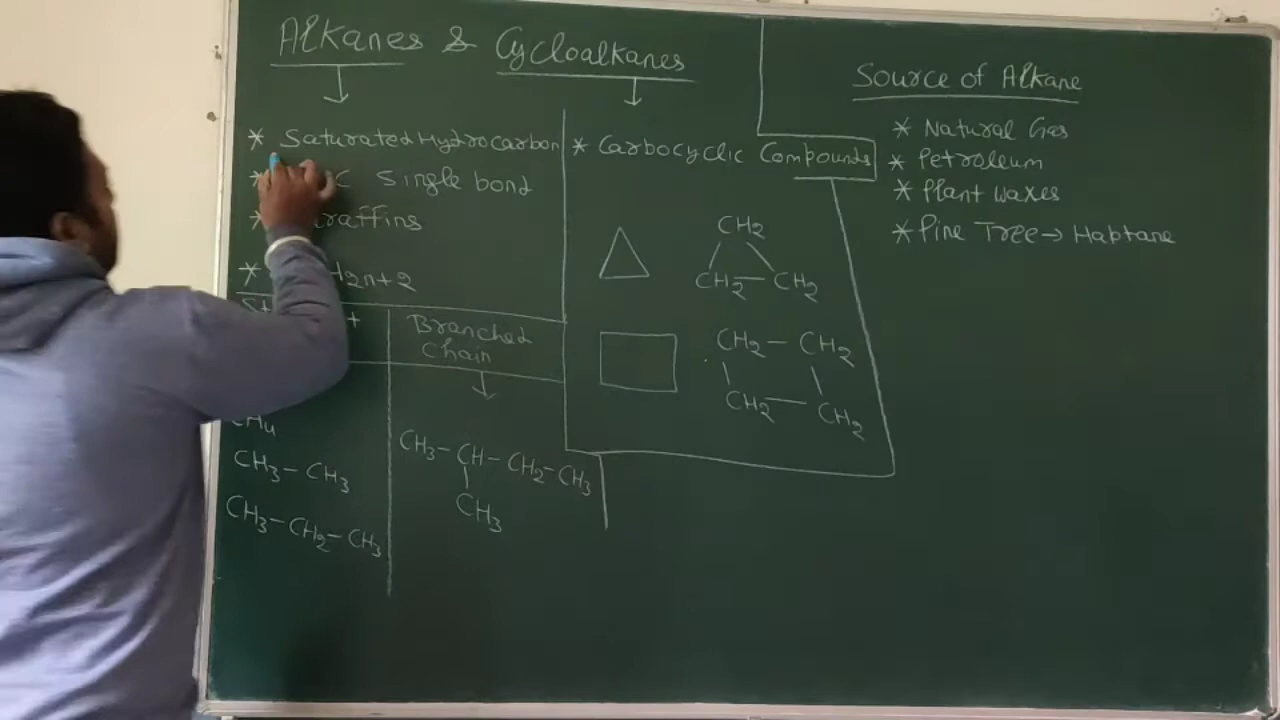 Alkanes & Cycloalkanes
* Saturated Hydrocarbon
* C Single bond
* raffins
* H2n+2
Branched
Chain
CH4
CH3-CH3
CH3-CH2-CH3
CH3-CH-CH2-CH3
CH3
* Carbocyclic Compounds
CH2
CH2-CH2
CH2-CH2
CH2-CH2
Source of Alkane
* Natural Gas
* Petroleum
* Plant waxes
* Pine Tree→Haptane